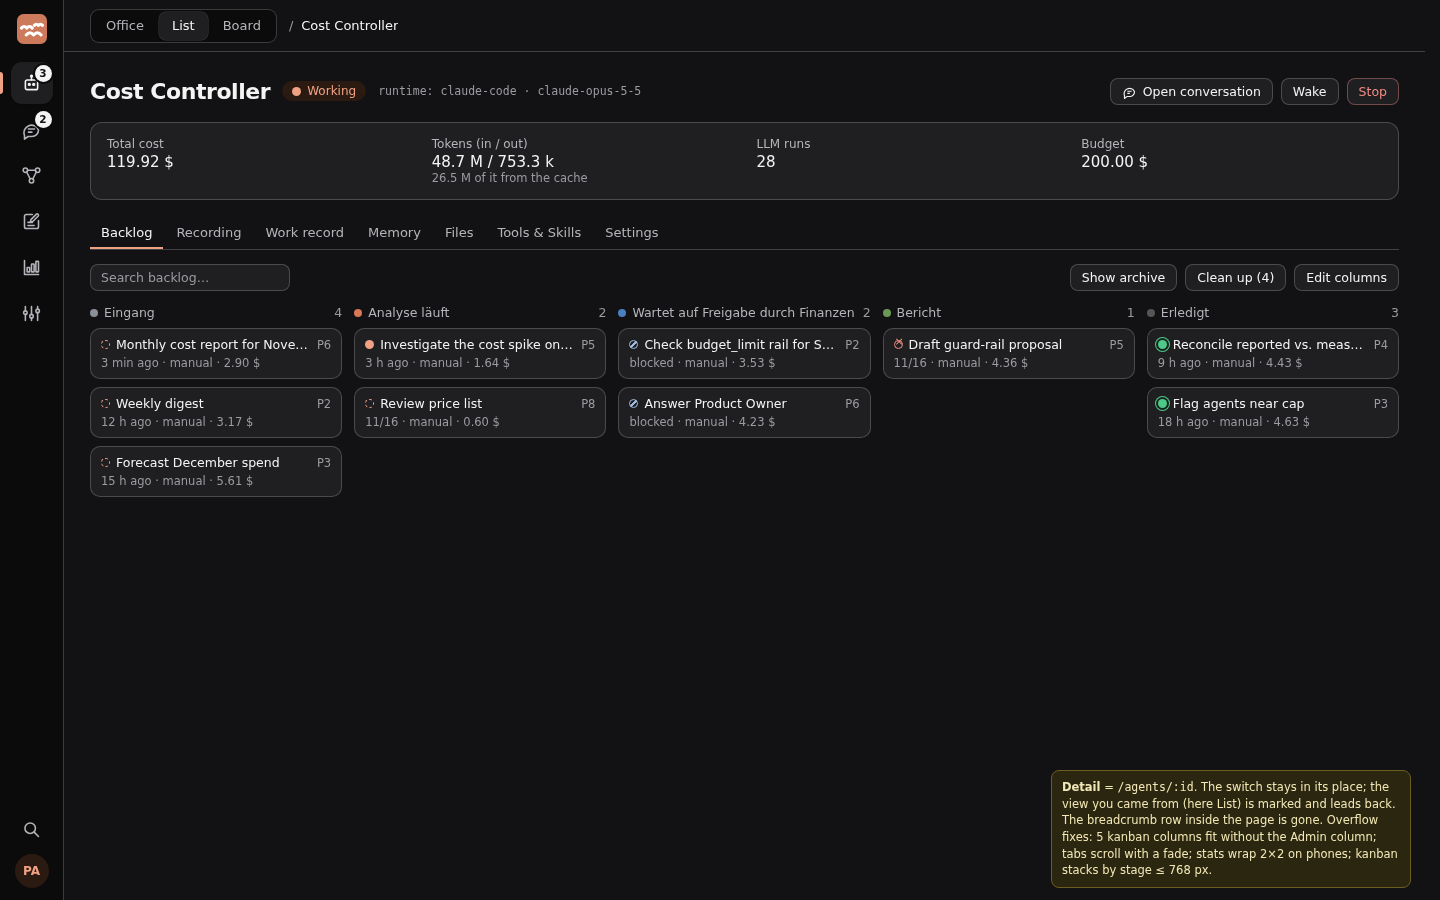 Office
List
Board
/ Cost Controller
3
2
Cost Controller
Working
runtime: claude-code · claude-opus-5-5
Open conversation
Wake
Stop
Total cost
119.92 $
Tokens (in / out)
48.7 M / 753.3 k
26.5 M of it from the cache
LLM runs
28
Budget
200.00 $
Backlog
Recording
Work record
Memory
Files
Tools & Skills
Settings
Search backlog…
Show archive
Clean up (4)
Edit columns
Eingang 4
Monthly cost report for Nove… P6
3 min ago · manual · 2.90 $
Weekly digest P2
12 h ago · manual · 3.17 $
Forecast December spend P3
15 h ago · manual · 5.61 $
Analyse läuft 2
Investigate the cost spike on… P5
3 h ago · manual · 1.64 $
Review price list P8
11/16 · manual · 0.60 $
Wartet auf Freigabe durch Finanzen 2
Check budget_limit rail for S… P2
blocked · manual · 3.53 $
Answer Product Owner P6
blocked · manual · 4.23 $
Bericht 1
Draft guard-rail proposal P5
11/16 · manual · 4.36 $
Erledigt 3
Reconcile reported vs. meas… P4
9 h ago · manual · 4.43 $
Flag agents near cap P3
18 h ago · manual · 4.63 $
Detail = /agents/:id. The switch stays in its place; the
view you came from (here List) is marked and leads back.
The breadcrumb row inside the page is gone. Overflow
fixes: 5 kanban columns fit without the Admin column;
tabs scroll with a fade; stats wrap 2×2 on phones; kanban
stacks by stage ≤ 768 px.
PA